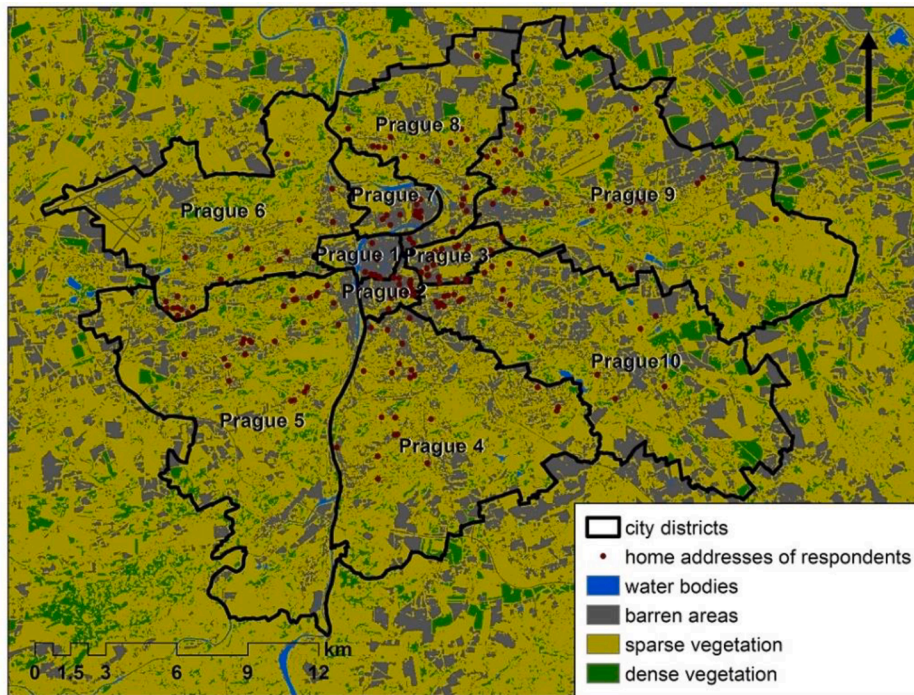 Prague 8
Prague 7
Prague 9
Prague 6
Prague 1
Prague 3
Prague 2
Prague10
Prague 5
Prague 4
city districts
home addresses of respondents
water bodies
barren areas
sparse vegetation
dense vegetation
km
0 1.5 3 6 9 12